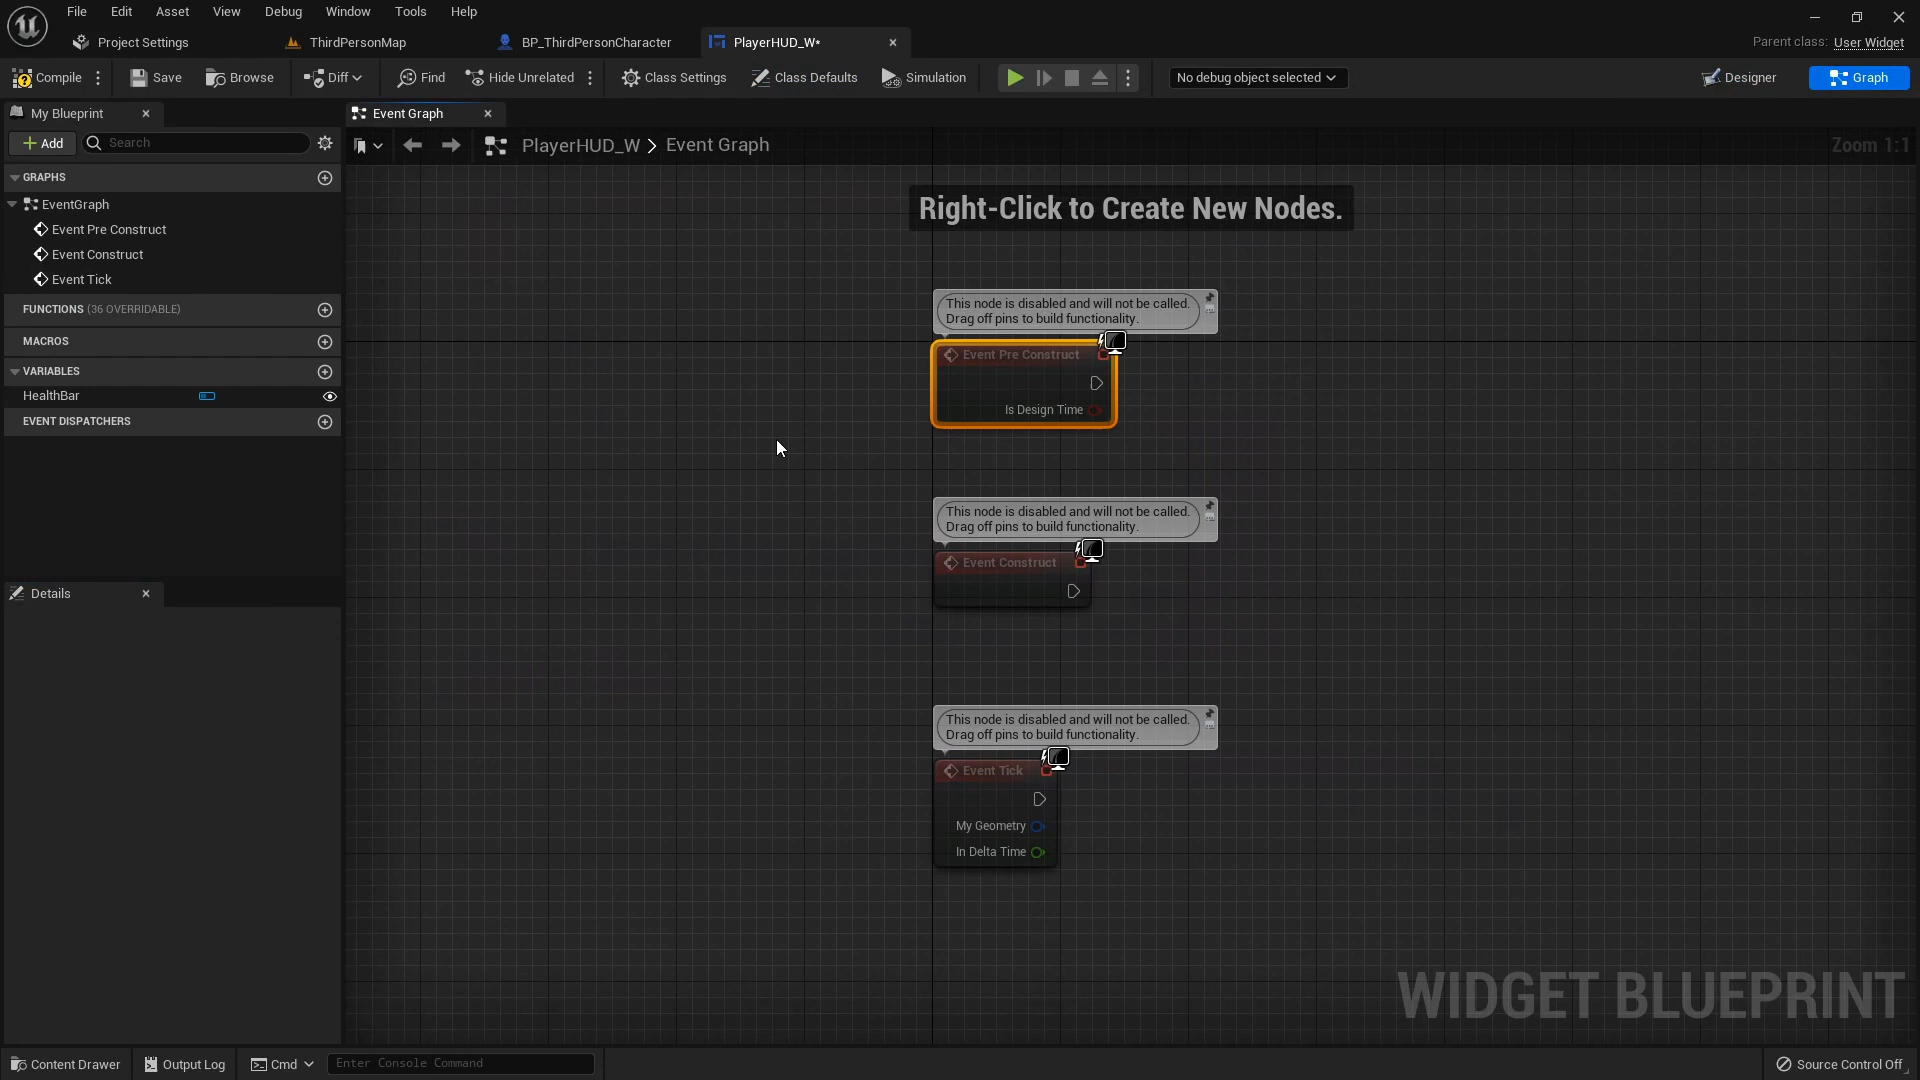 File Edit Asset View Debug Window Tools Help
Project Settings ThirdPersonMap BP_ThirdPersonCharacter PlayerHUD_W* Parent class: User Widget
Compile Save Browse Diff Find Hide Unrelated Class Settings Class Defaults Simulation No debug object selected Designer Graph
My Blueprint Event Graph
Add Search PlayerHUD_W Event Graph Zoom 1:1
GRAPHS
EventGraph
Event Pre Construct
Event Construct
Event Tick
FUNCTIONS (36 OVERRIDABLE)
MACROS
VARIABLES
HealthBar
EVENT DISPATCHERS
Details
Right-Click to Create New Nodes.
This node is disabled and will not be called.
Drag off pins to build functionality.
Event Pre Construct
Is Design Time
This node is disabled and will not be called.
Drag off pins to build functionality.
Event Construct
This node is disabled and will not be called.
Drag off pins to build functionality.
Event Tick
My Geometry
In Delta Time
WIDGET BLUEPRINT
Content Drawer Output Log Cmd Enter Console Command Source Control Off